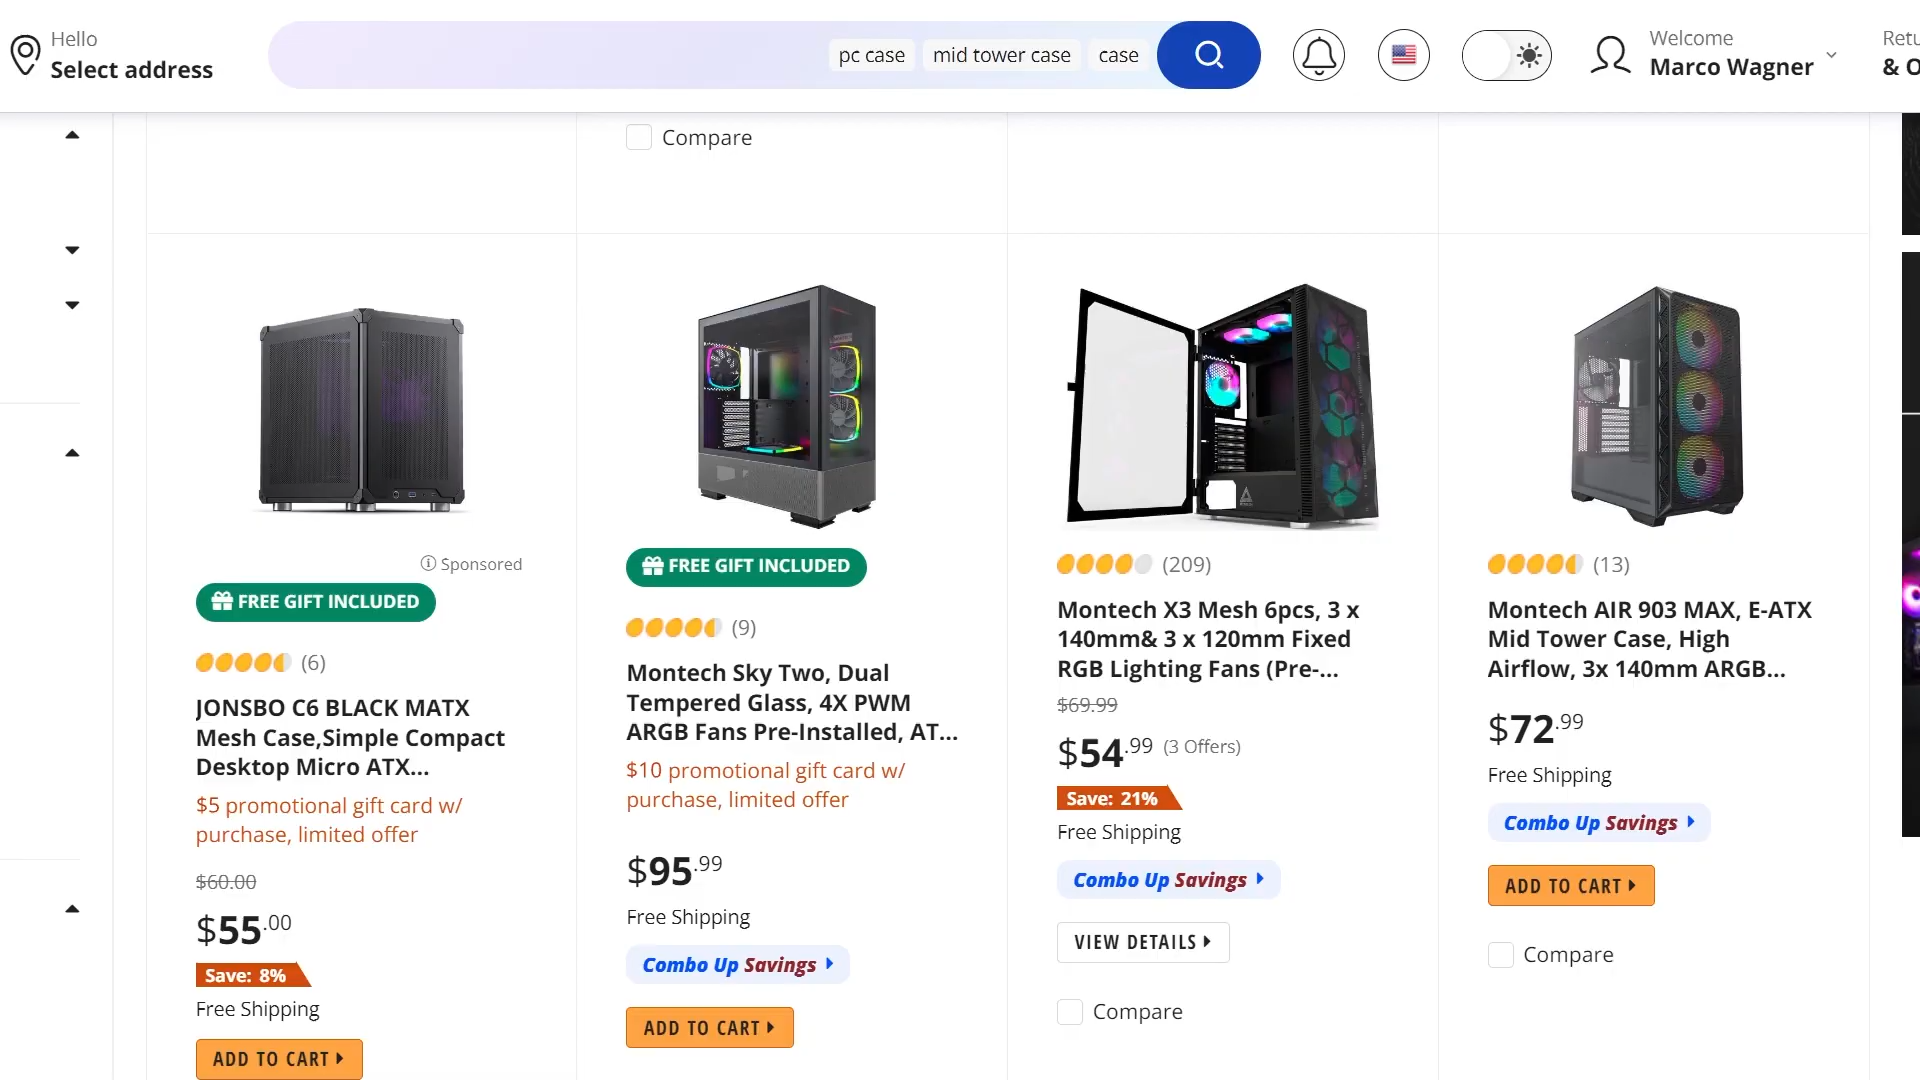 Hello
Select address
pc case
mid tower case
case
Welcome
Marco Wagner
Retu
& O
Compare
Sponsored
FREE GIFT INCLUDED
(6)
JONSBO C6 BLACK MATX
Mesh Case,Simple Compact
Desktop Micro ATX...
$5 promotional gift card w/
purchase, limited offer
$60.00
$55.00
Save: 8%
Free Shipping
ADD TO CART
FREE GIFT INCLUDED
(9)
Montech Sky Two, Dual
Tempered Glass, 4X PWM
ARGB Fans Pre-Installed, AT...
$10 promotional gift card w/
purchase, limited offer
$95.99
Free Shipping
Combo Up Savings
ADD TO CART
(209)
Montech X3 Mesh 6pcs, 3 x
140mm& 3 x 120mm Fixed
RGB Lighting Fans (Pre-...
$69.99
$54.99 (3 Offers)
Save: 21%
Free Shipping
Combo Up Savings
VIEW DETAILS
Compare
(13)
Montech AIR 903 MAX, E-ATX
Mid Tower Case, High
Airflow, 3x 140mm ARGB...
$72.99
Free Shipping
Combo Up Savings
ADD TO CART
Compare